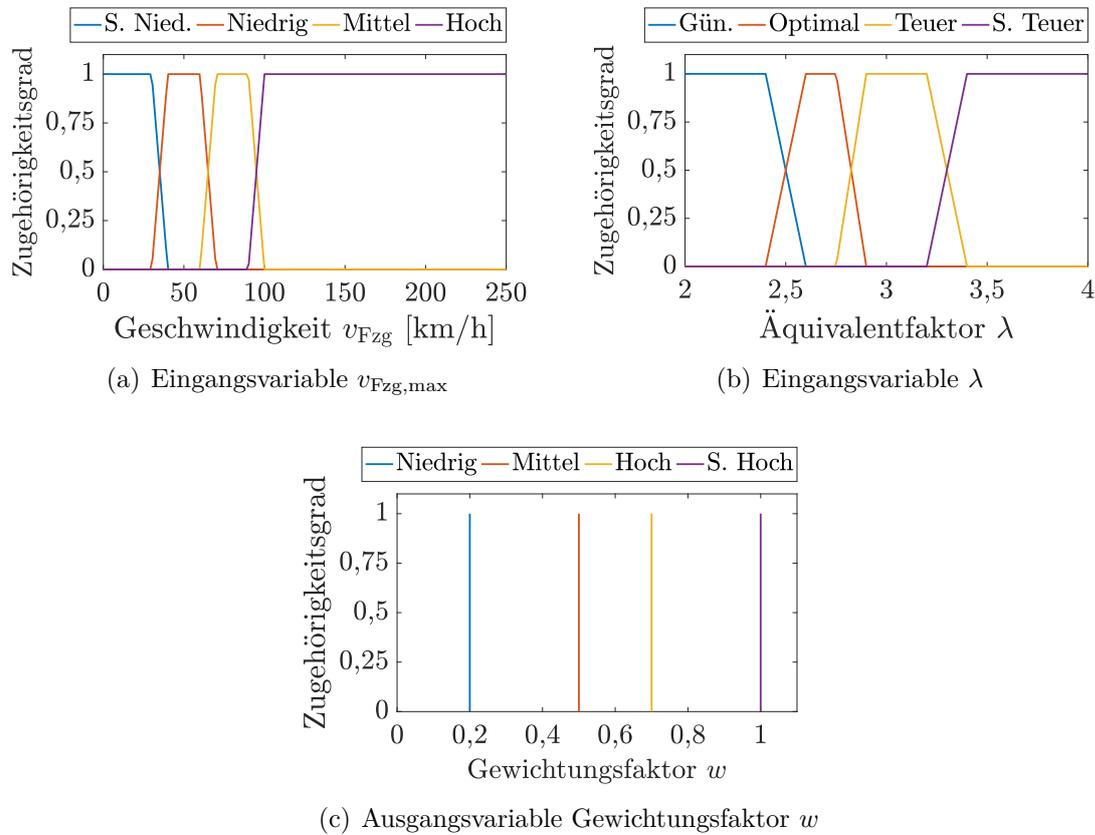 S. Nied. Niedrig Mittel Hoch
Zugehörigkeitsgrad
1
0,75
0,5
0,25
0
0 50 100 150 200 250
Geschwindigkeit vFzg [km/h]
(a) Eingangsvariable vFzg,max
Gün. Optimal Teuer S. Teuer
Zugehörigkeitsgrad
1
0,75
0,5
0,25
0
2 2,5 3 3,5 4
Äquivalentfaktor λ
(b) Eingangsvariable λ
Niedrig Mittel Hoch S. Hoch
Zugehörigkeitsgrad
1
0,75
0,5
0,25
0
0 0,2 0,4 0,6 0,8 1
Gewichtungsfaktor w
(c) Ausgangsvariable Gewichtungsfaktor w